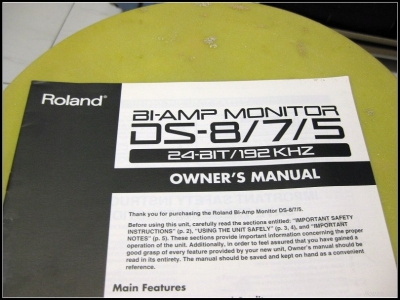 Roland®
BI-AMP MONITOR
DS-8/7/5
24-BIT/192 KHZ
OWNER'S MANUAL
Thank you for purchasing the Roland Bi-Amp Monitor DS-8/7/5.
Before using this unit, carefully read the sections entitled: "IMPORTANT SAFETY
INSTRUCTIONS" (p. 2), "USING THE UNIT SAFELY" (p. 3, 4), and "IMPORTANT
NOTES" (p. 5). These sections provide important information concerning the proper
operation of the unit. Additionally, in order to feel assured that you have gained a
good grasp of every feature provided by your new unit, Owner's manual should be
read in its entirety. The manual should be saved and kept on hand as a convenient
reference.
Main Features